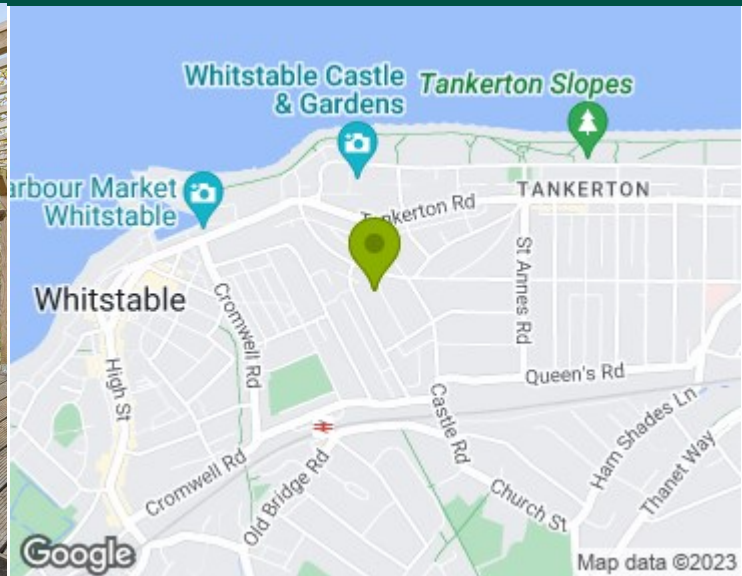 Whitstable Castle
& Gardens
Tankerton Slopes
arbour Market
Whitstable
TANKERTON
Tankerton Rd
St Annes Rd
Whitstable
Cromwell Rd
High St
Queen's Rd
Castle Rd
Ham Shades Ln
Thanet Way
Cromwell Rd
Old Bridge Rd
Church St
Google
Map data ©2023